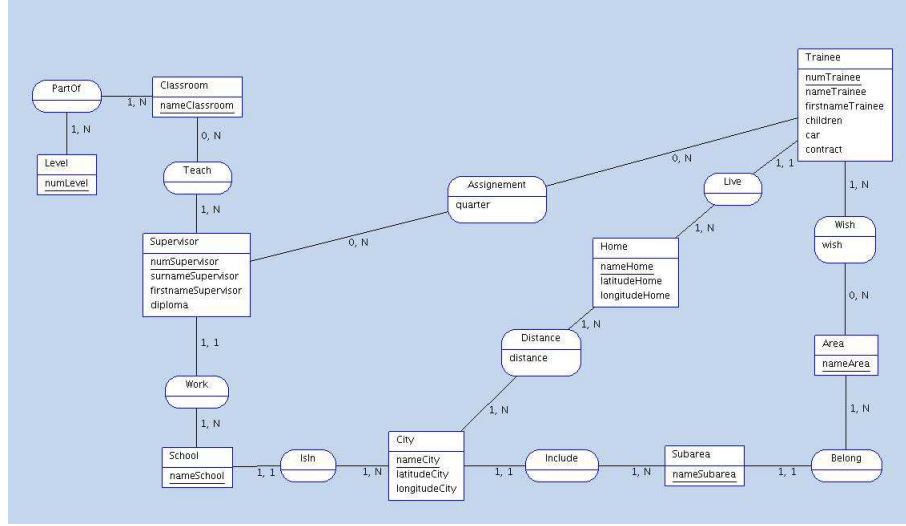 Trainee
numTrainee
nameTrainee
firstnameTrainee
children
car
contract
PartOf
1, N
Classroom
nameClassroom
1, N
0, N
Level
numLevel
Teach
1, N
0, N
Assignement
quarter
0, N
1, 1
Live
1, N
1, N
Wish
wish
0, N
Supervisor
numSupervisor
surnameSupervisor
firstnameSupervisor
diploma
1, 1
Home
nameHome
latitudeHome
longitudeHome
1, N
Distance
distance
1, N
Area
nameArea
1, N
Work
1, N
School
nameSchool
1, 1
IsIn
1, N
City
nameCity
latitudeCity
longitudeCity
1, 1
Include
1, N
Subarea
nameSubarea
1, 1
Belong